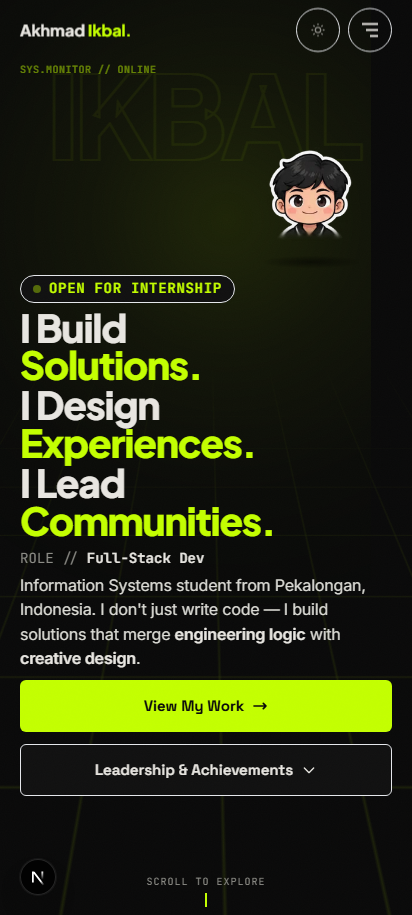 Akhmad Ikbal.
SYS.MONITOR // ONLINE
IKBAL
OPEN FOR INTERNSHIP
I Build
Solutions.
I Design
Experiences.
I Lead
Communities.
ROLE // Full-Stack Dev
Information Systems student from Pekalongan,
Indonesia. I don't just write code — I build
solutions that merge engineering logic with
creative design.
View My Work →
Leadership & Achievements
N
SCROLL TO EXPLORE